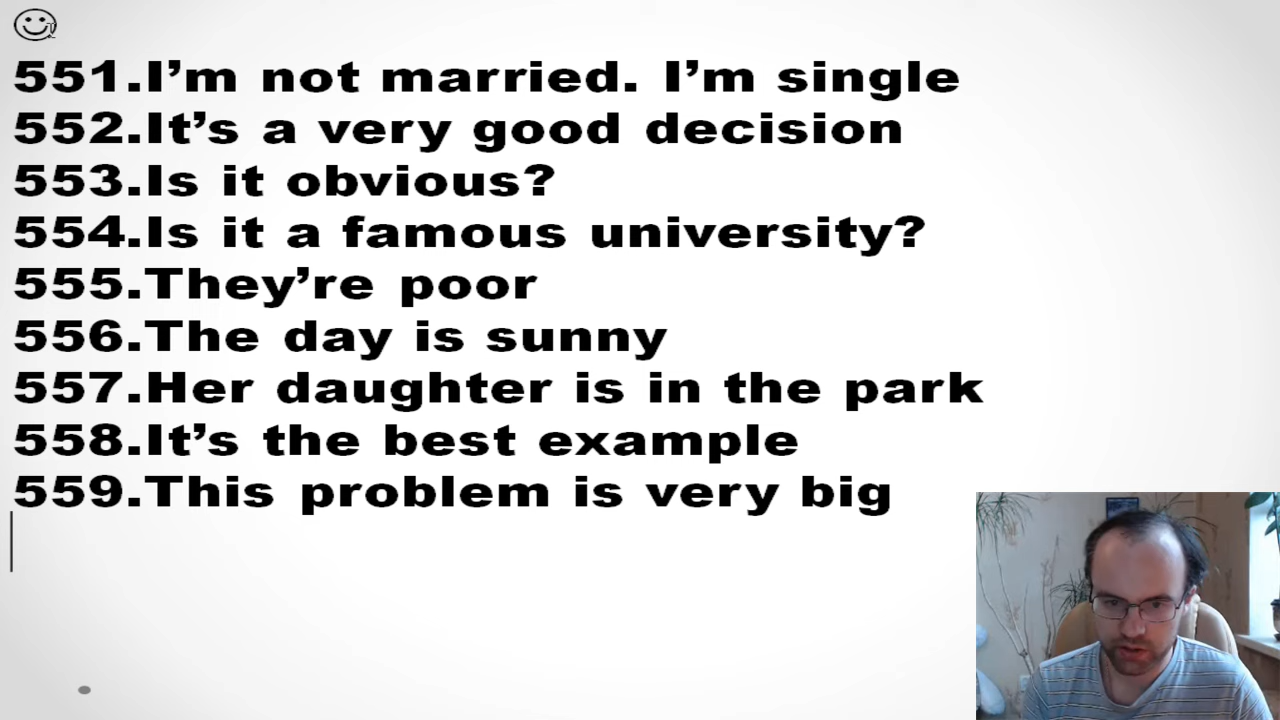 551.I’m not married. I’m single
552.It’s a very good decision
553.Is it obvious?
554.Is it a famous university?
555.They’re poor
556.The day is sunny
557.Her daughter is in the park
558.It’s the best example
559.This problem is very big